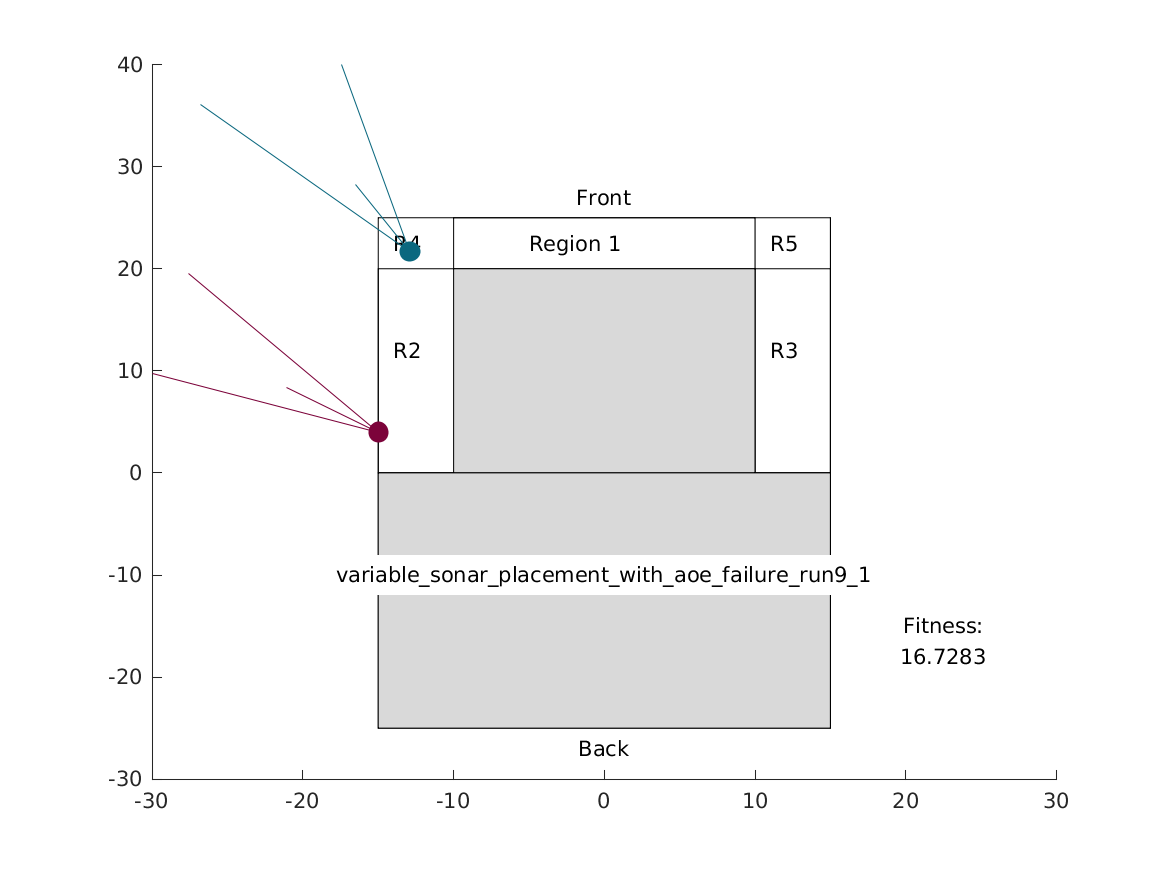 40
30
Front
R4
Region 1
R5
20
R2
R3
10
0
-10
variable_sonar_placement_with_aoe_failure_run9_1
Fitness:
16.7283
-20
Back
-30
-30
-20
-10
0
10
20
30